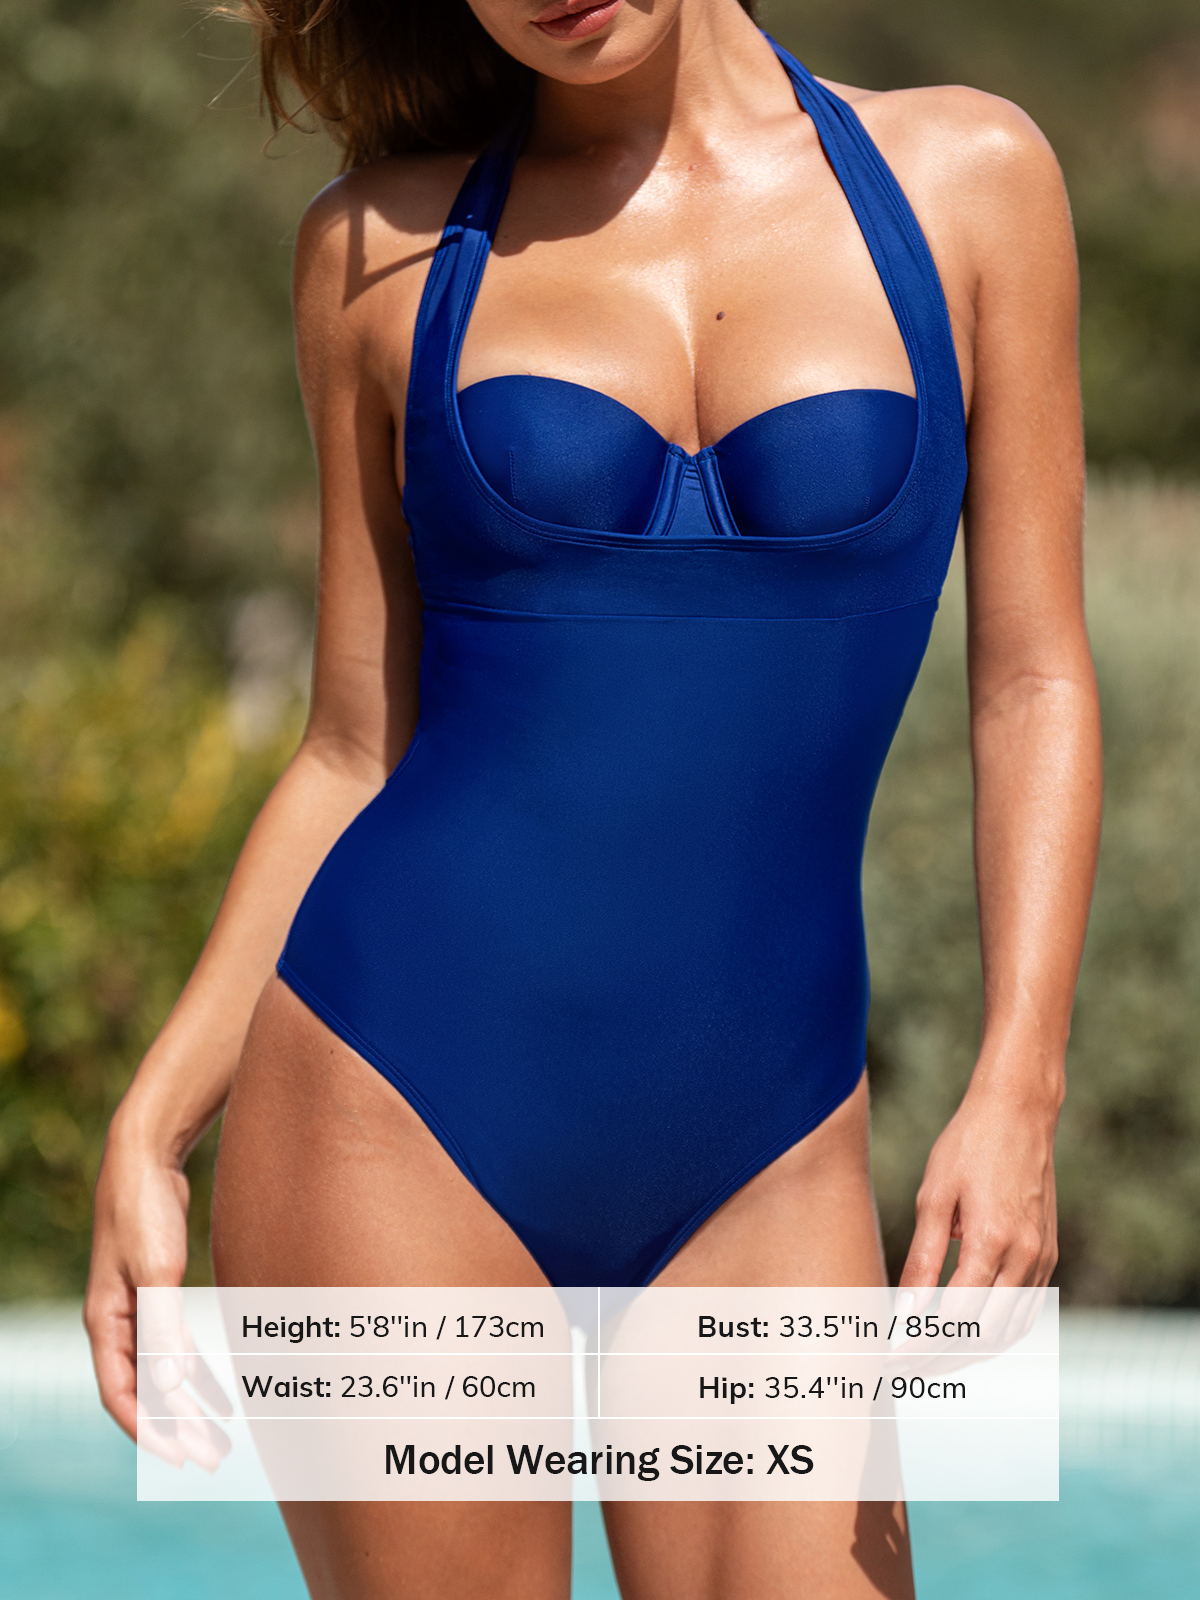 Height: 5'8''in / 173cm
Bust: 33.5''in / 85cm
Waist: 23.6''in / 60cm
Hip: 35.4''in / 90cm
Model Wearing Size: XS